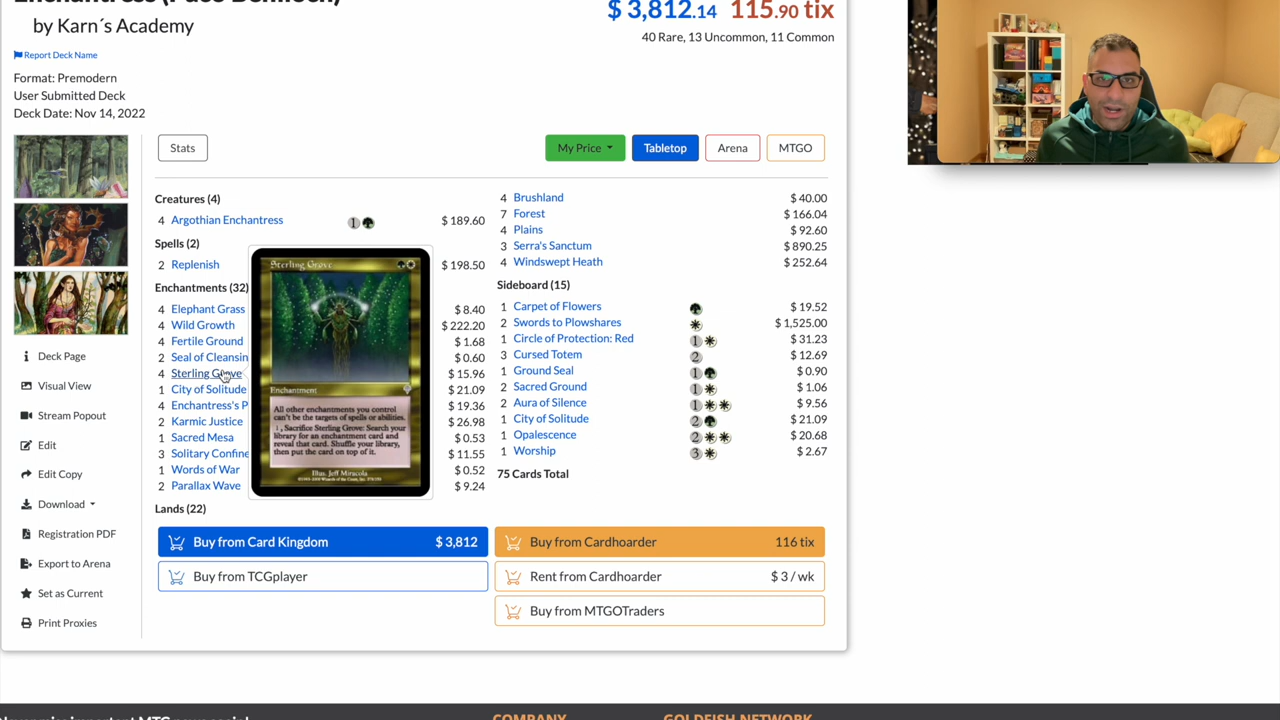 by Karn´s Academy
$ 3,812.14 115.90 tix
40 Rare, 13 Uncommon, 11 Common
Report Deck Name
Format: Premodern
User Submitted Deck
Deck Date: Nov 14, 2022
Stats
My Price
Tabletop
Arena
MTGO
Creatures (4)
4 Argothian Enchantress 1 $ 189.60
Spells (2)
2 Replenish $ 198.50
Enchantments (32)
4 Elephant Grass $ 8.40
4 Wild Growth $ 222.20
4 Fertile Ground $ 1.68
2 Seal of Cleansin $ 0.60
4 Sterling Grove $ 15.96
1 City of Solitude $ 21.09
4 Enchantress's P $ 19.36
2 Karmic Justice $ 26.98
1 Sacred Mesa $ 0.53
3 Solitary Confine $ 11.55
1 Words of War $ 0.52
2 Parallax Wave $ 9.24
Lands (22)
Sterling Grove
Enchantment
All other enchantments you control
can't be the targets of spells or abilities.
1, Sacrifice Sterling Grove: Search your
library for an enchantment card and
reveal that card. Shuffle your library,
then put the card on top of it.
Illus. Jeff Miracola
4 Brushland $ 40.00
7 Forest $ 166.04
4 Plains $ 92.60
3 Serra's Sanctum $ 890.25
4 Windswept Heath $ 252.64
Sideboard (15)
1 Carpet of Flowers $ 19.52
2 Swords to Plowshares $ 1,525.00
1 Circle of Protection: Red 1 $ 31.23
3 Cursed Totem 2 $ 12.69
1 Ground Seal 1 $ 0.90
2 Sacred Ground 1 $ 1.06
2 Aura of Silence 1 $ 9.56
1 City of Solitude 2 $ 21.09
1 Opalescence 2 $ 20.68
1 Worship 3 $ 2.67
75 Cards Total
Deck Page
Visual View
Stream Popout
Edit
Edit Copy
Download
Registration PDF
Export to Arena
Set as Current
Print Proxies
Buy from Card Kingdom $ 3,812
Buy from TCGplayer
Buy from Cardhoarder 116 tix
Rent from Cardhoarder $ 3 / wk
Buy from MTGOTraders
COMPANY
GOLDFISH NETWORK